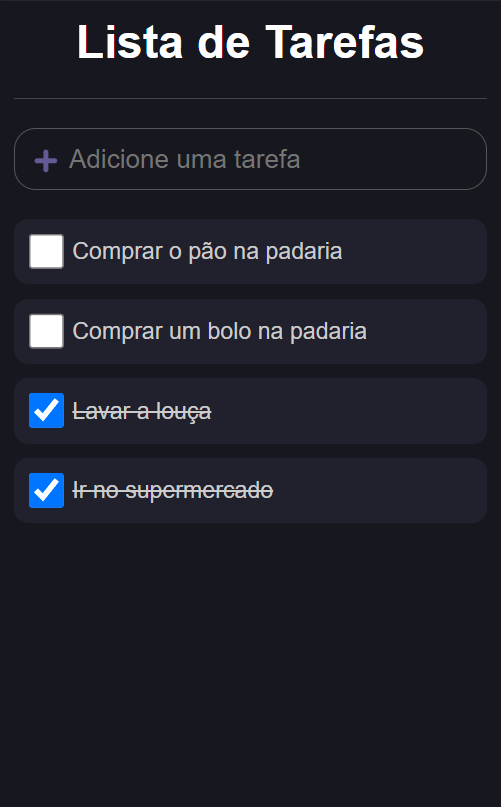 Lista de Tarefas
Adicione uma tarefa
Comprar o pão na padaria
Comprar um bolo na padaria
Lavar a louça
Ir no supermercado